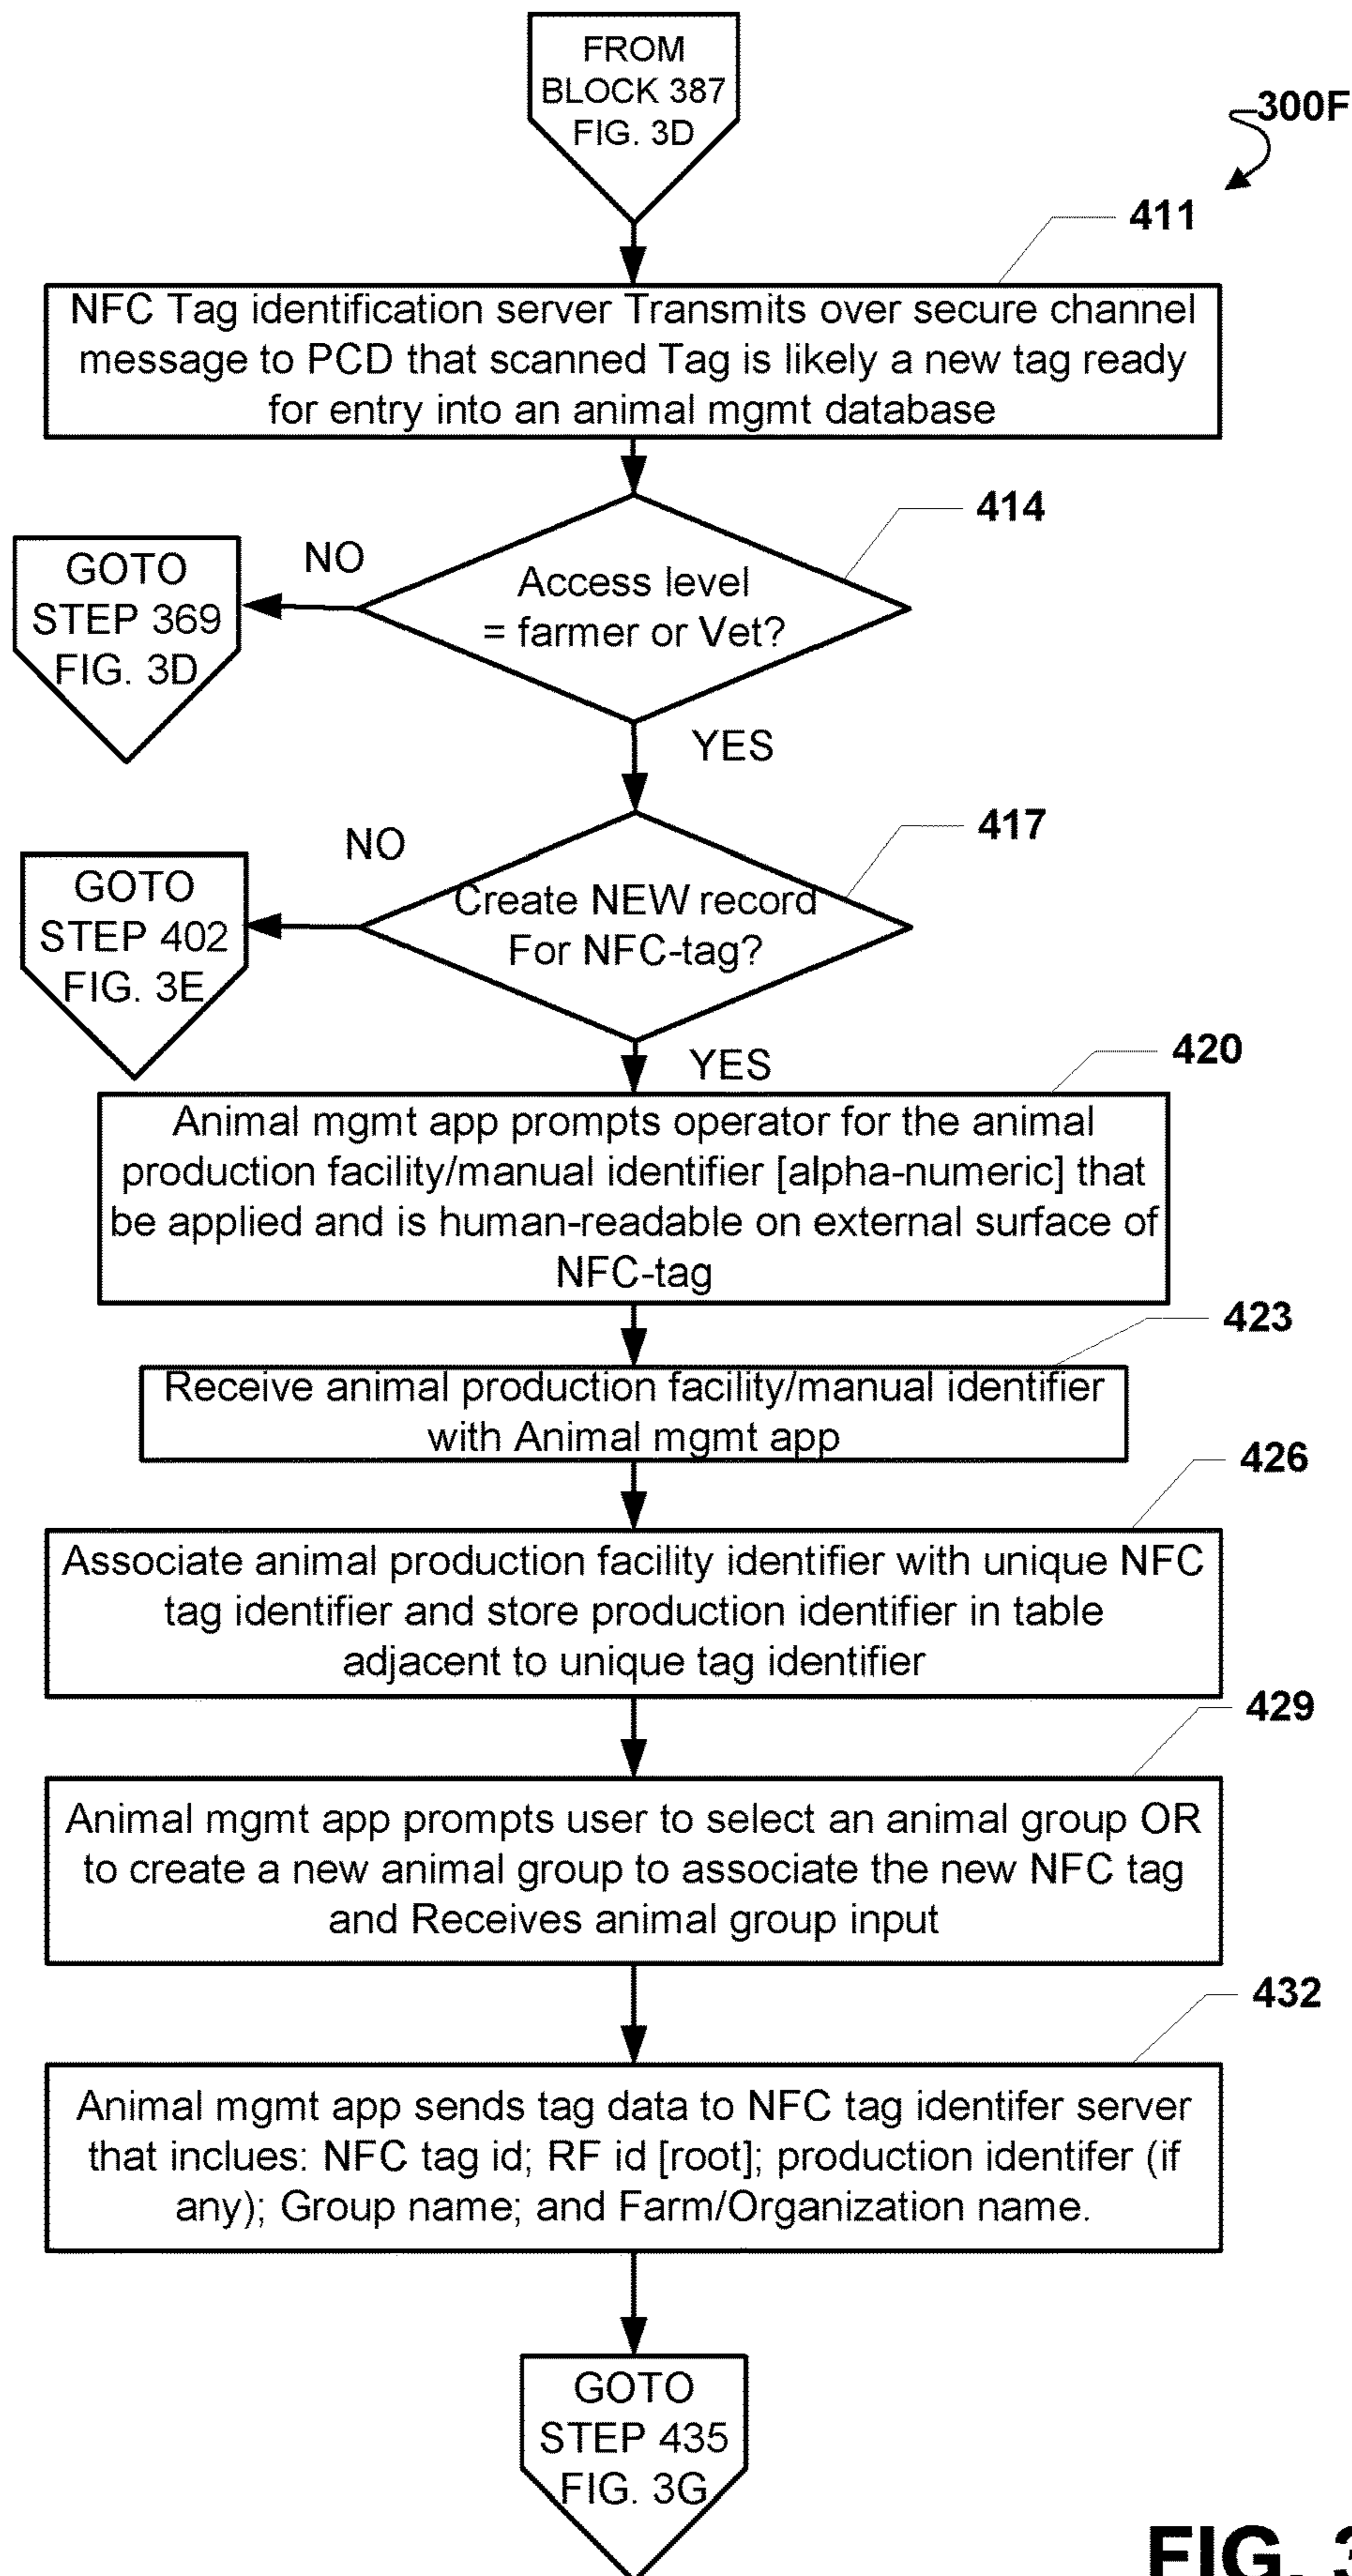 FROM
BLOCK 387
FIG. 3D
300F
411
NFC Tag identification server Transmits over secure channel
message to PCD that scanned Tag is likely a new tag ready
for entry into an animal mgmt database
414
Access level
= farmer or Vet?
NO
GOTO
STEP 369
FIG. 3D
YES
417
Create NEW record
For NFC-tag?
NO
GOTO
STEP 402
FIG. 3E
YES
420
Animal mgmt app prompts operator for the animal
production facility/manual identifier [alpha-numeric] that
be applied and is human-readable on external surface of
NFC-tag
423
Receive animal production facility/manual identifier
with Animal mgmt app
426
Associate animal production facility identifier with unique NFC
tag identifier and store production identifier in table
adjacent to unique tag identifier
429
Animal mgmt app prompts user to select an animal group OR
to create a new animal group to associate the new NFC tag
and Receives animal group input
432
Animal mgmt app sends tag data to NFC tag identifer server
that inclues: NFC tag id; RF id [root]; production identifer (if
any); Group name; and Farm/Organization name.
GOTO
STEP 435
FIG. 3G
FIG. 3